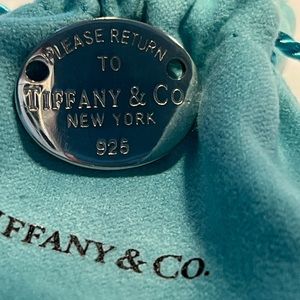 PLEASE RETURN
TO
TIFFANY & CO.
NEW YORK
925
TIFFANY & CO.